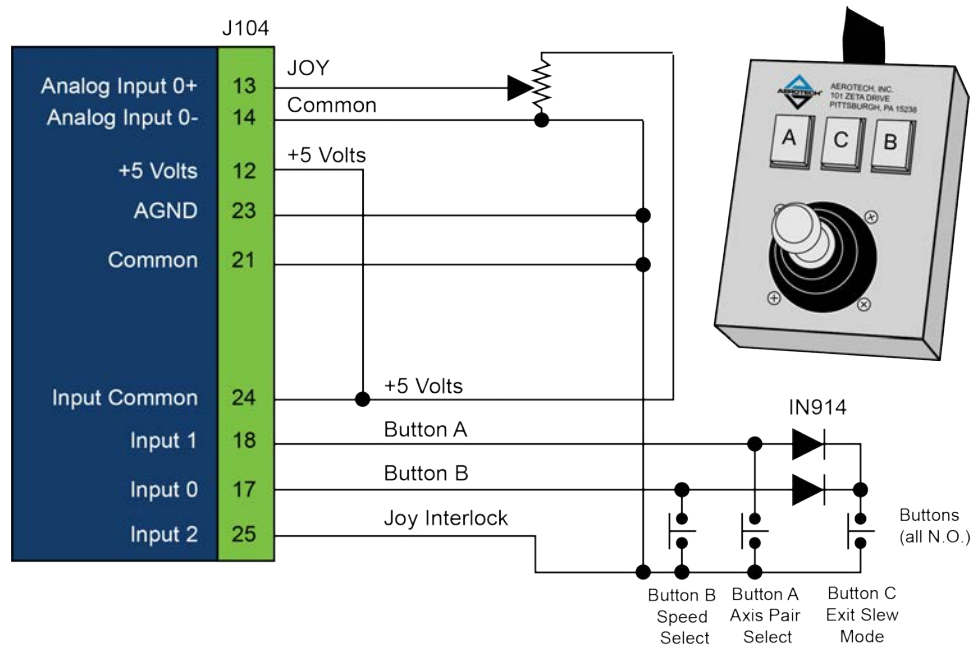 J104
Analog Input 0+ 13 JOY
Analog Input 0- 14 Common
+5 Volts 12 +5 Volts
AGND 23
Common 21
Input Common 24 +5 Volts
Input 1 18 Button A
Input 0 17 Button B
Input 2 25 Joy Interlock
AEROTECH
AEROTECH, INC.
101 ZETA DRIVE
PITTSBURGH, PA 15238
A C B
IN914
Buttons
(all N.O.)
Button B
Speed
Select
Button A
Axis Pair
Select
Button C
Exit Slew
Mode